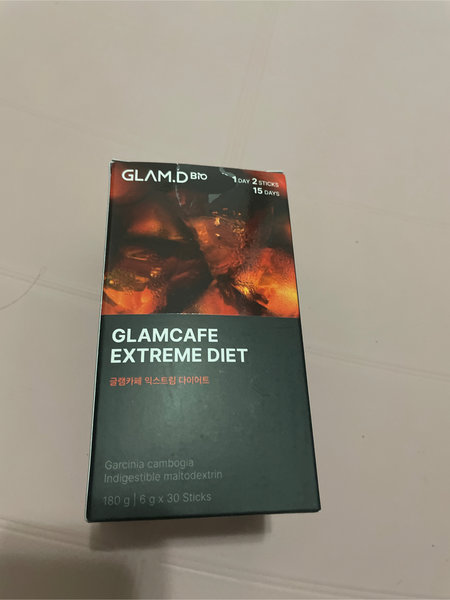 GLAM.D BIO
1 DAY 2 STICKS
15 DAYS
GLAMCAFE
EXTREME DIET
글램카페 익스트림 다이어트
Garcinia cambogia
Indigestible maltodextrin
180 g | 6 g x 30 Sticks